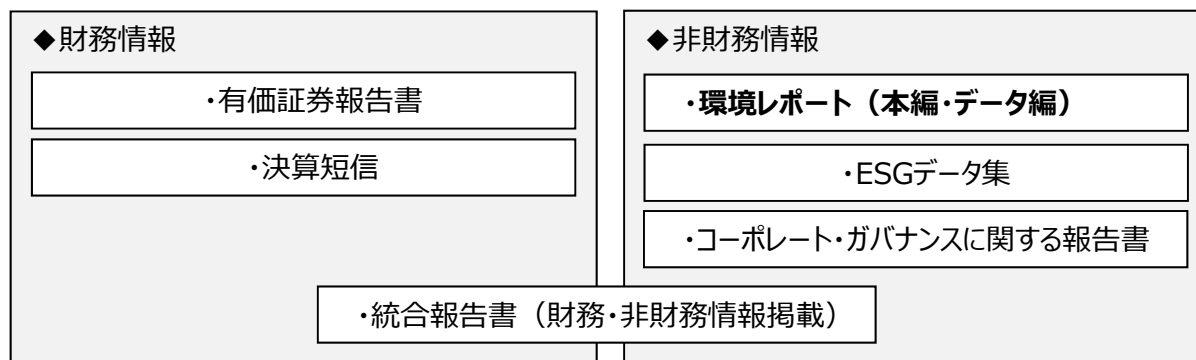 ◆財務情報
・有価証券報告書
・決算短信
◆非財務情報
・環境レポート（本編・データ編）
・ESGデータ集
・コーポレート・ガバナンスに関する報告書
・統合報告書（財務・非財務情報掲載）